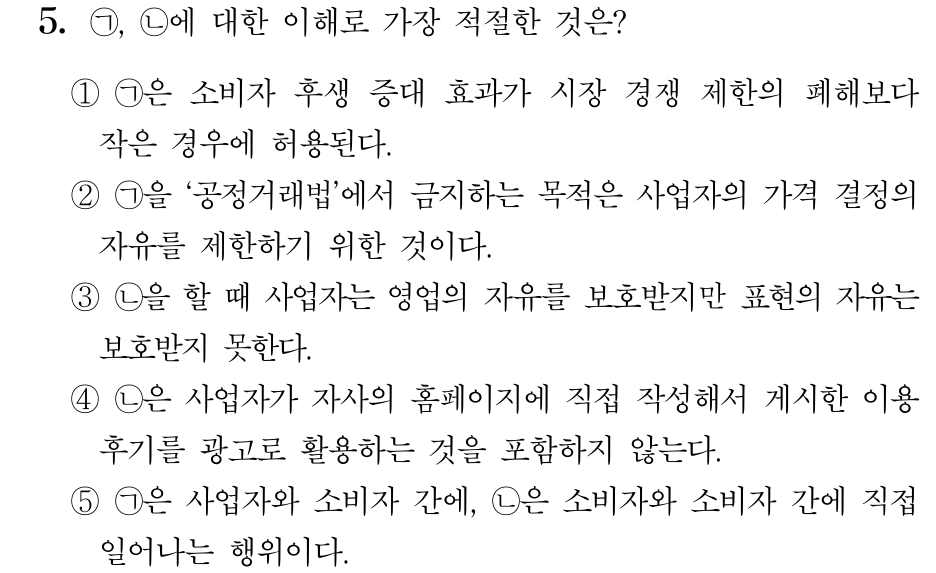 5. ㉠, ㉡에 대한 이해로 가장 적절한 것은?
① ㉠은 소비자 후생 증대 효과가 시장 경쟁 제한의 폐해보다
작은 경우에 허용된다.
② ㉠을 ‘공정거래법’에서 금지하는 목적은 사업자의 가격 결정의
자유를 제한하기 위한 것이다.
③ ㉡을 할 때 사업자는 영업의 자유를 보호받지만 표현의 자유는
보호받지 못한다.
④ ㉡은 사업자가 자사의 홈페이지에 직접 작성해서 게시한 이용
후기를 광고로 활용하는 것을 포함하지 않는다.
⑤ ㉠은 사업자와 소비자 간에, ㉡은 소비자와 소비자 간에 직접
일어나는 행위이다.